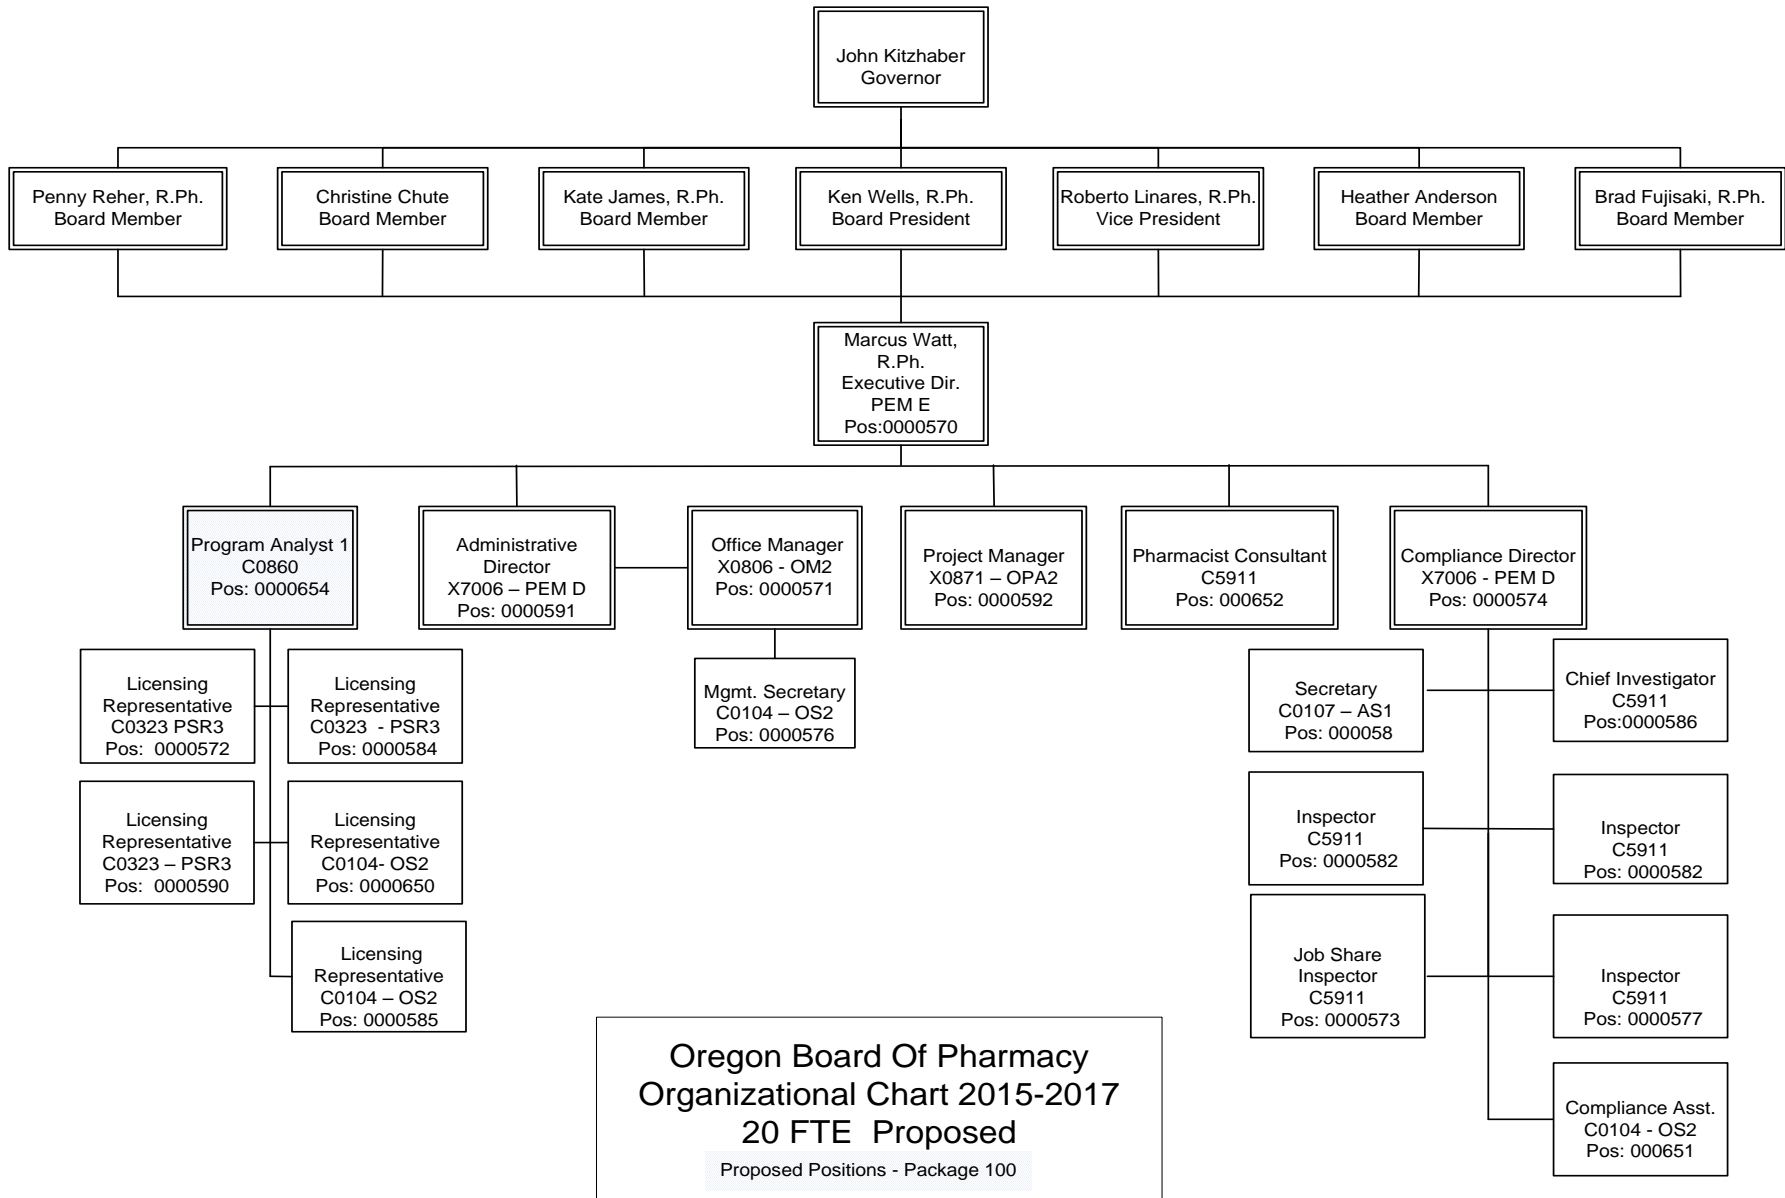 John Kitzhaber
Governor
Penny Reher, R.Ph.
Board Member
Christine Chute
Board Member
Kate James, R.Ph.
Board Member
Ken Wells, R.Ph.
Board President
Roberto Linares, R.Ph.
Vice President
Heather Anderson
Board Member
Brad Fujisaki, R.Ph.
Board Member
Marcus Watt,
R.Ph.
Executive Dir.
PEM E
Pos:0000570
Program Analyst 1
C0860
Pos: 0000654
Administrative
Director
X7006 – PEM D
Pos: 0000591
Office Manager
X0806 - OM2
Pos: 0000571
Project Manager
X0871 – OPA2
Pos: 0000592
Pharmacist Consultant
C5911
Pos: 000652
Compliance Director
X7006 - PEM D
Pos: 0000574
Licensing
Representative
C0323 PSR3
Pos:  0000572
Licensing
Representative
C0323  - PSR3
Pos: 0000584
Mgmt. Secretary
C0104 – OS2
Pos: 0000576
Secretary
C0107 – AS1
Pos: 000058
Chief Investigator
C5911
Pos:0000586
Licensing
Representative
C0323 – PSR3
Pos:  0000590
Licensing
Representative
C0104- OS2
Pos: 0000650
Inspector
C5911
Pos: 0000582
Inspector
C5911
Pos: 0000582
Licensing
Representative
C0104 – OS2
Pos: 0000585
Job Share
Inspector
C5911
Pos: 0000573
Inspector
C5911
Pos: 0000577
Compliance Asst.
C0104 - OS2
Pos: 000651
Oregon Board Of Pharmacy
Organizational Chart 2015-2017
20 FTE  Proposed
Proposed Positions - Package 100